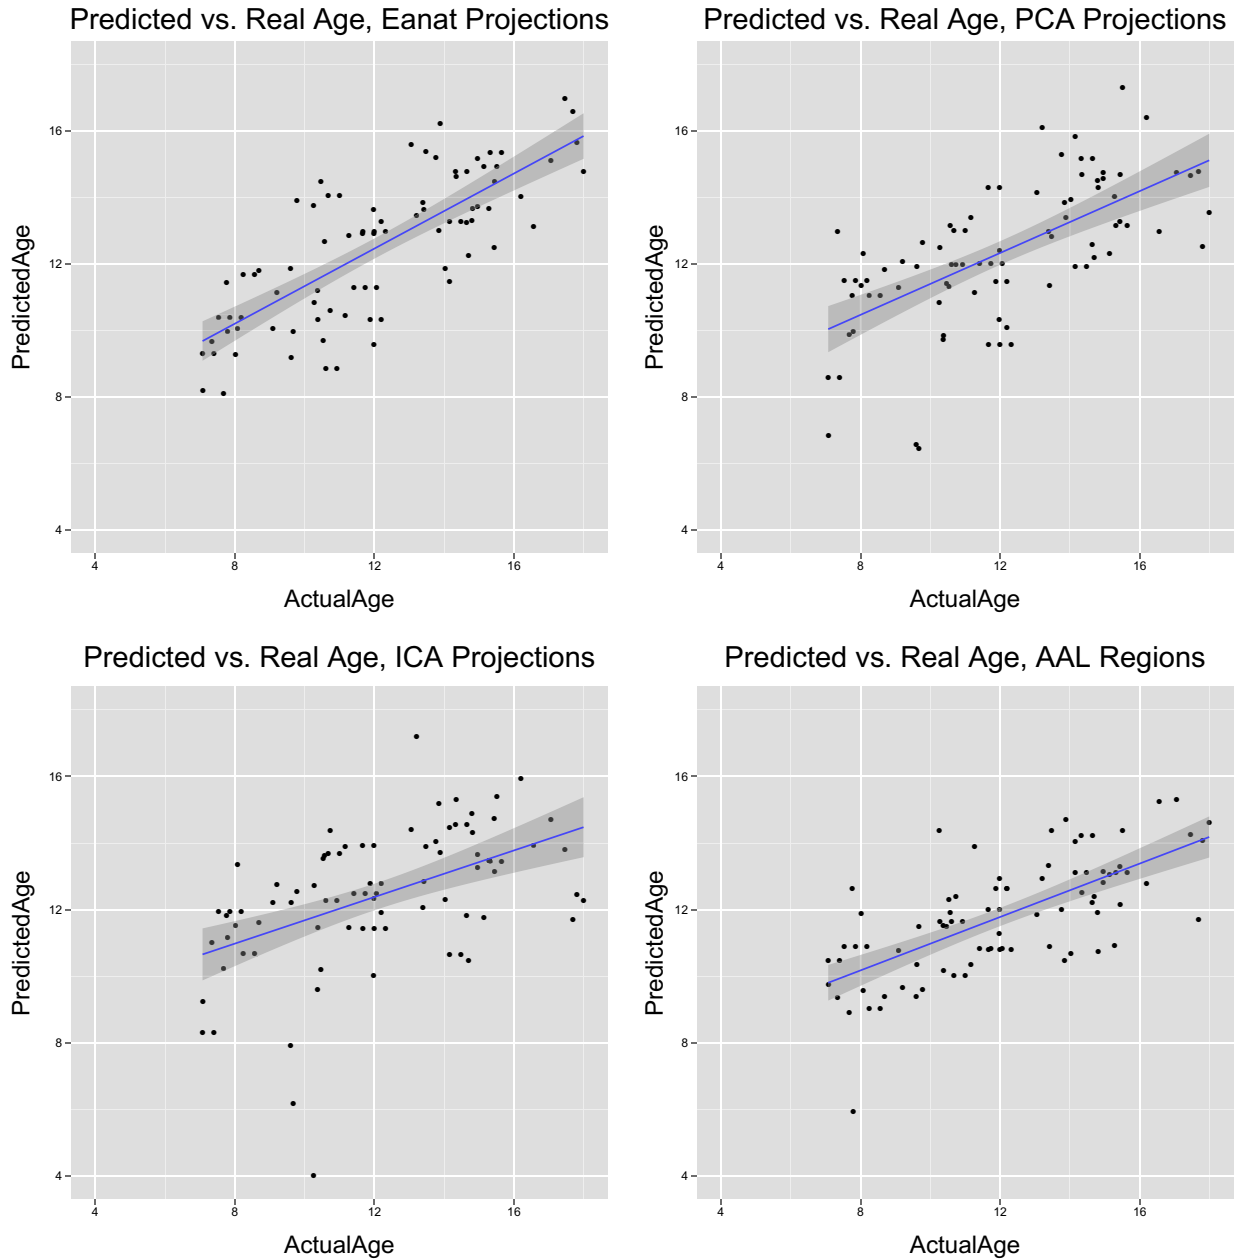 Predicted vs. Real Age, Eanat Projections
16
12
8
4
PredictedAge
4 8 12 16
ActualAge
Predicted vs. Real Age, PCA Projections
16
12
8
4
PredictedAge
4 8 12 16
ActualAge
Predicted vs. Real Age, ICA Projections
16
12
8
4
PredictedAge
4 8 12 16
ActualAge
Predicted vs. Real Age, AAL Regions
16
12
8
4
PredictedAge
4 8 12 16
ActualAge